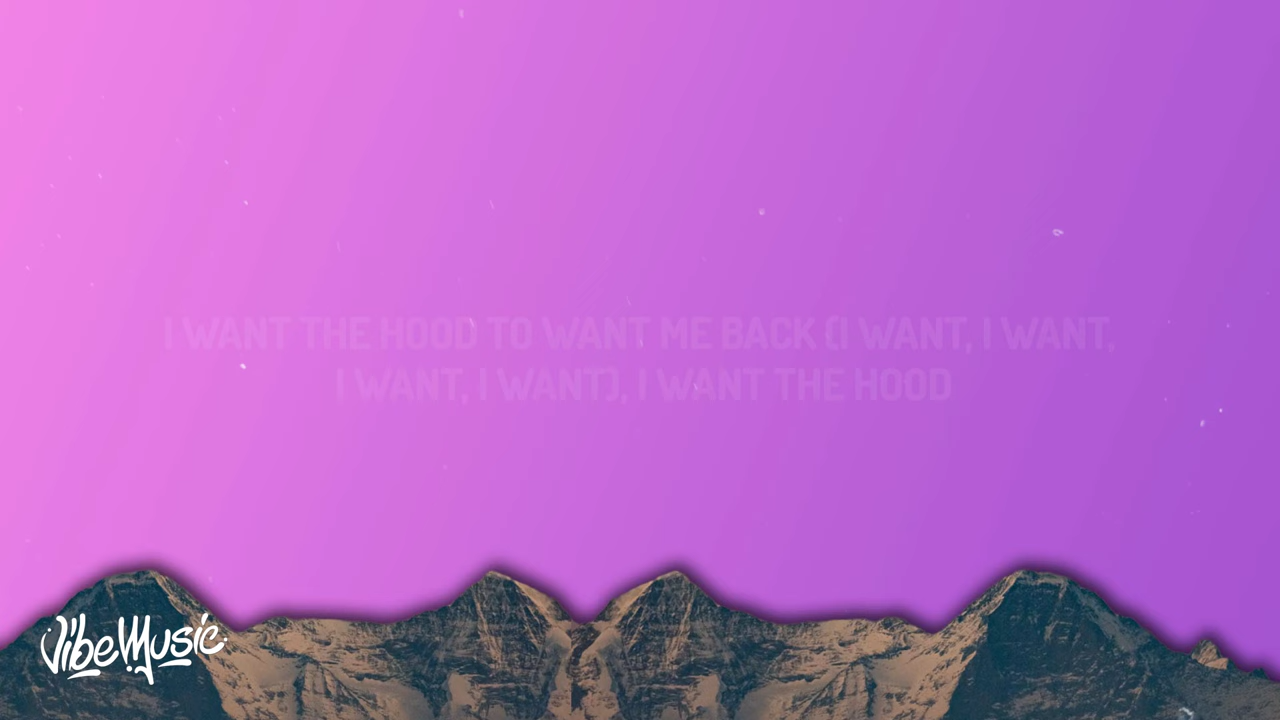 I WANT THE HOOD TO WANT ME BACK (I WANT, I WANT,
I WANT, I WANT), I WANT THE HOOD
VibeMusic